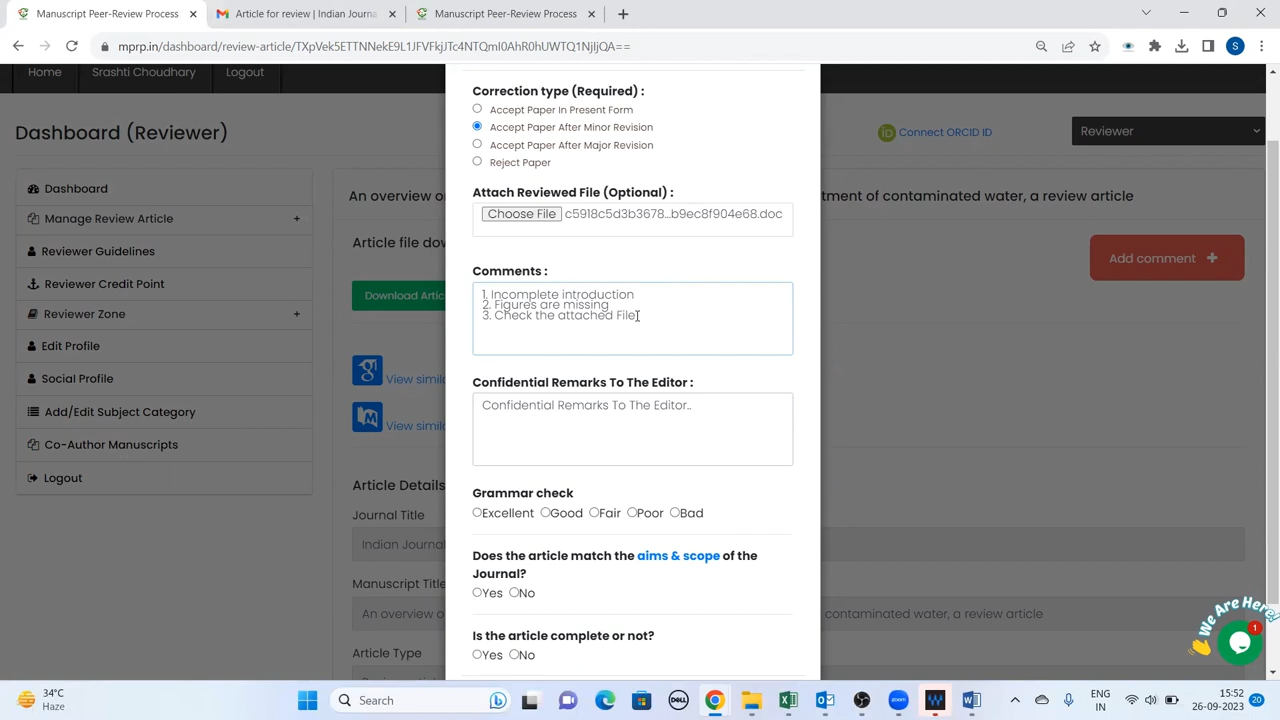 Manuscript Peer-Review Process
Article for review | Indian Journ
Manuscript Peer-Review Process
mprp.in/dashboard/review-article/TXpVek5ETTNNekE9L1JFVFkjJTc4NTQmI0AhR0hUWTQ1NjIjQA==
Home
Srashti Choudhary
Logout
Dashboard (Reviewer)
Connect ORCID iD
Reviewer
Dashboard
Manage Review Article +
Reviewer Guidelines
Reviewer Credit Point
Reviewer Zone +
Edit Profile
Social Profile
Add/Edit Subject Category
Co-Author Manuscripts
Logout
An overview o
tment of contaminated water, a review article
Article file dow
Add comment +
Download Artic
View simila
View simila
Article Details
Journal Title
Indian Journal
Manuscript Title
An overview o
contaminated water, a review article
Article Type
Correction type (Required) :
Accept Paper In Present Form
Accept Paper After Minor Revision
Accept Paper After Major Revision
Reject Paper
Attach Reviewed File (Optional) :
Choose File c5918c5d3b3678...b9ec8f904e68.doc
Comments :
1. Incomplete introduction
2. Figures are missing
3. Check the attached File
Confidential Remarks To The Editor :
Confidential Remarks To The Editor..
Grammar check
Excellent Good Fair Poor Bad
Does the article match the aims & scope of the
Journal?
Yes No
Is the article complete or not?
Yes No
We Are Here!
1
34°C
Haze
Search
DELL
zoom
ENG
IN
15:52
26-09-2023
20